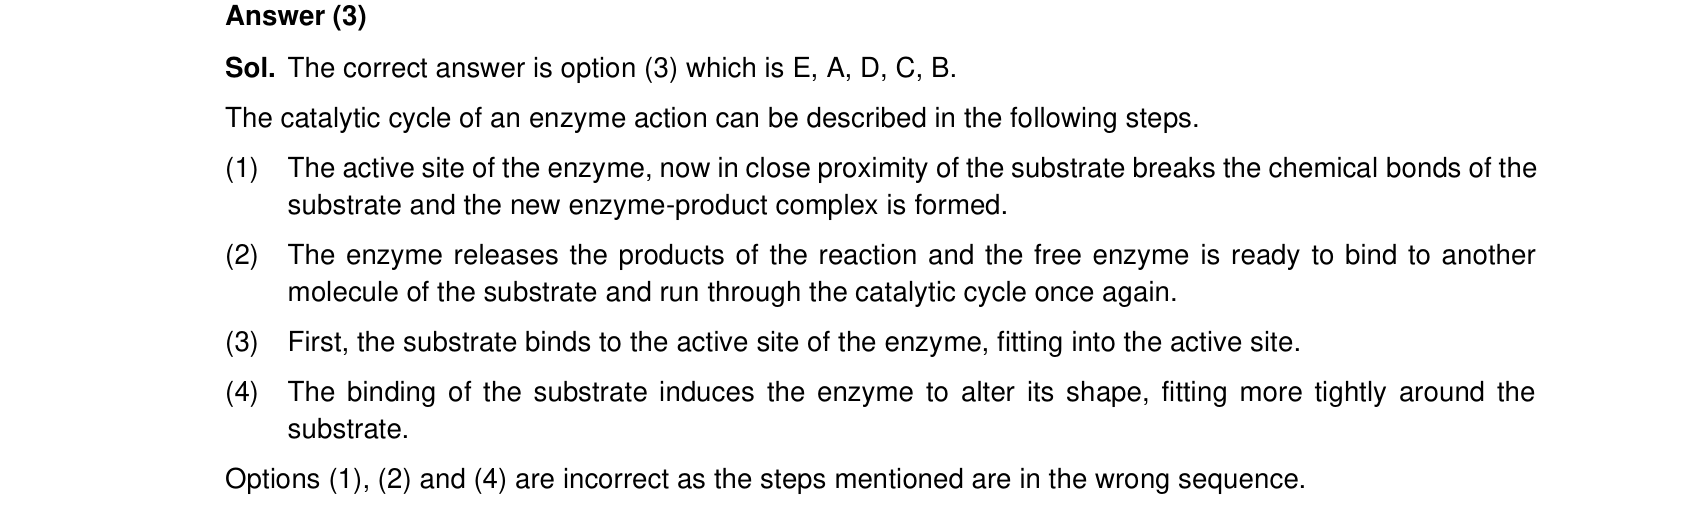 Answer (3)
Sol. The correct answer is option (3) which is E, A, D, C, B.
The catalytic cycle of an enzyme action can be described in the following steps.
(1) The active site of the enzyme, now in close proximity of the substrate breaks the chemical bonds of the
substrate and the new enzyme-product complex is formed.
(2) The enzyme releases the products of the reaction and the free enzyme is ready to bind to another
molecule of the substrate and run through the catalytic cycle once again.
(3) First, the substrate binds to the active site of the enzyme, fitting into the active site.
(4) The binding of the substrate induces the enzyme to alter its shape, fitting more tightly around the
substrate.
Options (1), (2) and (4) are incorrect as the steps mentioned are in the wrong sequence.